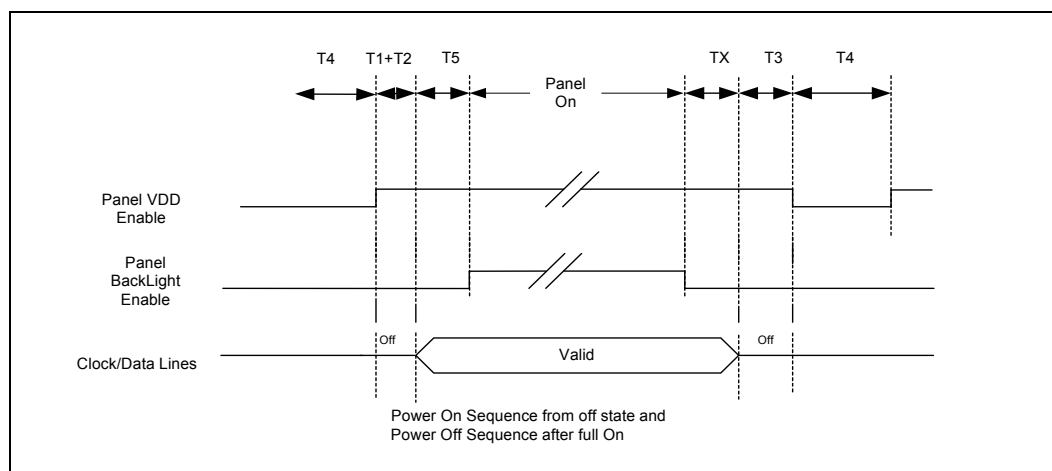 T4 T1+T2 T5 TX T3 T4
Panel
On
Panel VDD
Enable
Panel
BackLight
Enable
Off Off
Clock/Data Lines Valid
Power On Sequence from off state and
Power Off Sequence after full On